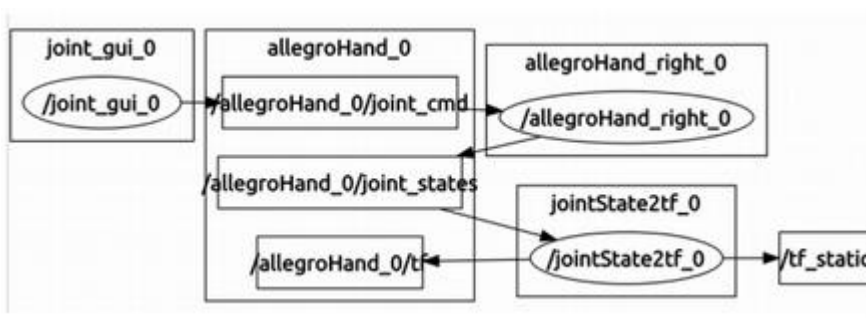 joint_gui_0
/joint_gui_0
allegroHand_0
/allegroHand_0/joint_cmd
allegroHand_right_0
/allegroHand_right_0
/allegroHand_0/joint_states
jointState2tf_0
/allegroHand_0/tf
/jointState2tf_0
/tf_static